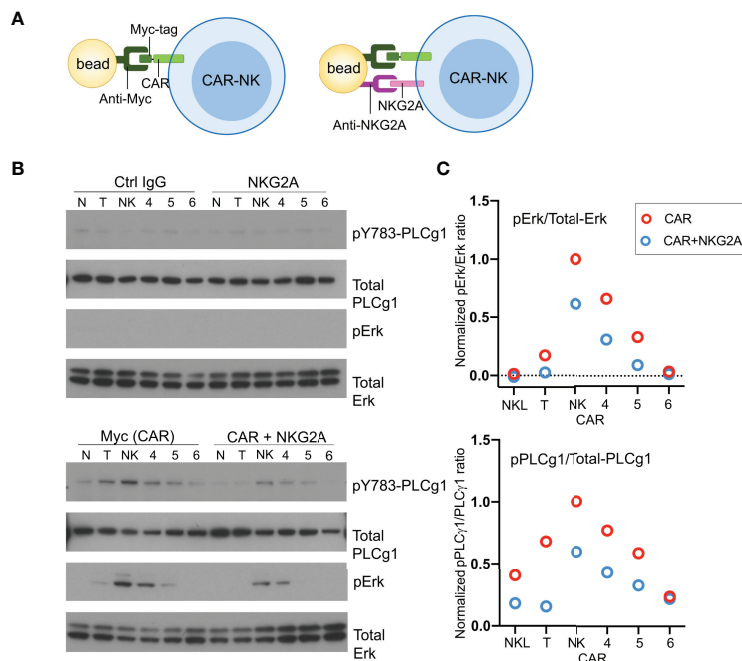 A
Myc-tag
bead
CAR
CAR-NK
Anti-Myc
bead
CAR-NK
NKG2A
Anti-NKG2A
B
Ctrl IgG NKG2A
N T NK 4 5 6 N T NK 4 5 6
pY783-PLCg1
Total
PLCg1
pErk
Total
Erk
Myc (CAR) CAR + NKG2A
N T NK 4 5 6 N T NK 4 5 6
pY783-PLCg1
Total
PLCg1
pErk
Total
Erk
C
Normalized pErk/Erk ratio
1.5
1.0
0.5
0.0
pErk/Total-Erk
CAR
CAR+NKG2A
NKL T NK 4 5 6
CAR
Normalized pPLCγ1/PLCγ1 ratio
1.5
1.0
0.5
0.0
pPLCg1/Total-PLCg1
NKL T NK 4 5 6
CAR